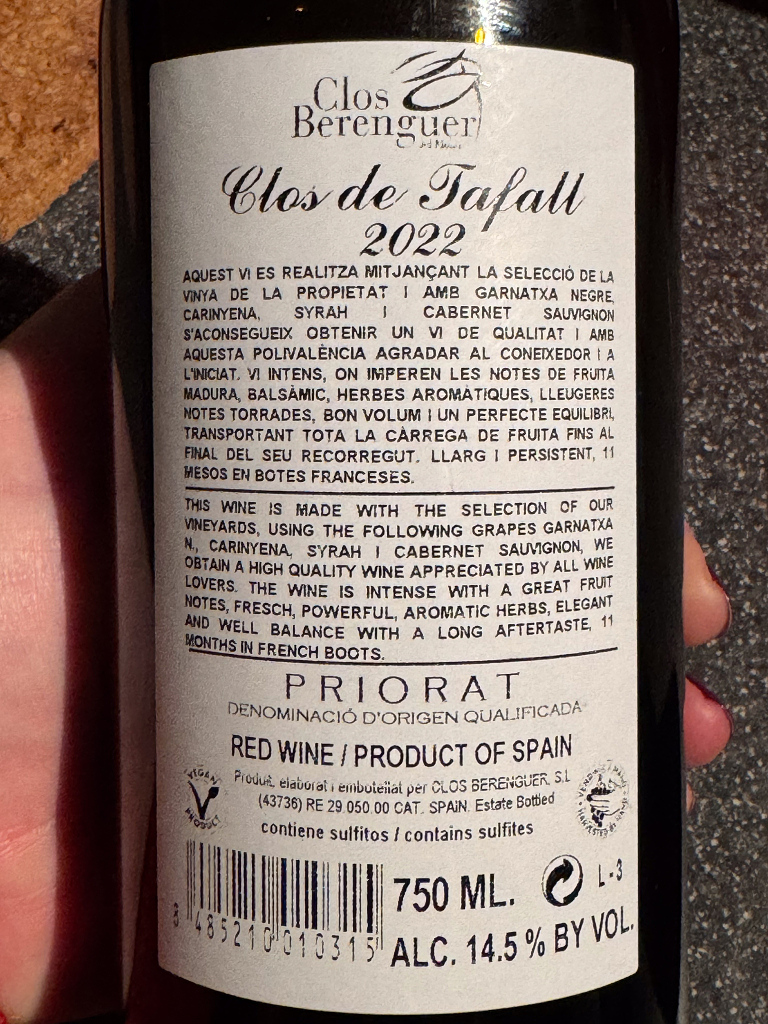 Clos
Berenguer
Clos de Tafall
2022
AQUEST VI ES REALITZA MITJANÇANT LA SELECCIÓ DE LA
VINYA DE LA PROPIETAT I AMB GARNATXA NEGRE,
CARINYENA, SYRAH I CABERNET SAUVIGNON
S'ACONSEGUEIX OBTENIR UN VI DE QUALITAT I AMB
AQUESTA POLIVALÈNCIA AGRADAR AL CONEIXEDOR I A
L'INICIAT. VI INTENS, ON IMPEREN LES NOTES DE FRUITA
MADURA, BALSÀMIC, HERBES AROMÀTIQUES, LLEUGERES
NOTES TORRADES, BON VOLUM I UN PERFECTE EQUILIBRI,
TRANSPORTANT TOTA LA CÀRREGA DE FRUITA FINS AL
FINAL DEL SEU RECORREGUT. LLARG I PERSISTENT, 11
MESOS EN BOTES FRANCESES.
THIS WINE IS MADE WITH THE SELECTION OF OUR
VINEYARDS, USING THE FOLLOWING GRAPES GARNATXA
N., CARINYENA, SYRAH I CABERNET SAUVIGNON, WE
OBTAIN A HIGH QUALITY WINE APPRECIATED BY ALL WINE
LOVERS. THE WINE IS INTENSE WITH A GREAT FRUIT
NOTES, FRESCH, POWERFUL, AROMATIC HERBS, ELEGANT
AND WELL BALANCE WITH A LONG AFTERTASTE, 11
MONTHS IN FRENCH BOOTS.
PRIORAT
DENOMINACIÓ D'ORIGEN QUALIFICADA
RED WINE / PRODUCT OF SPAIN
VEGAN
PRODUCT
Produït, elaborat i embotellat per CLOS BERENGUER, S.L
(43736) RE 29.050.00 CAT. SPAIN. Estate Bottled
contiene sulfitos / contains sulfites
8 485210 010315
750 ML.
L-3
ALC. 14.5 % BY VOL.